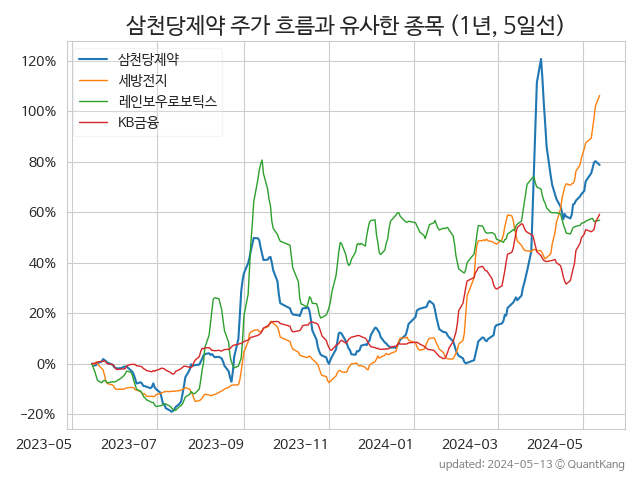 삼천당제약 주가 흐름과 유사한 종목 (1년, 5일선)
삼천당제약
세방전지
레인보우로보틱스
KB금융
120%
100%
80%
60%
40%
20%
0%
−20%
2023-05 2023-07 2023-09 2023-11 2024-01 2024-03 2024-05
updated: 2024-05-13 © QuantKang